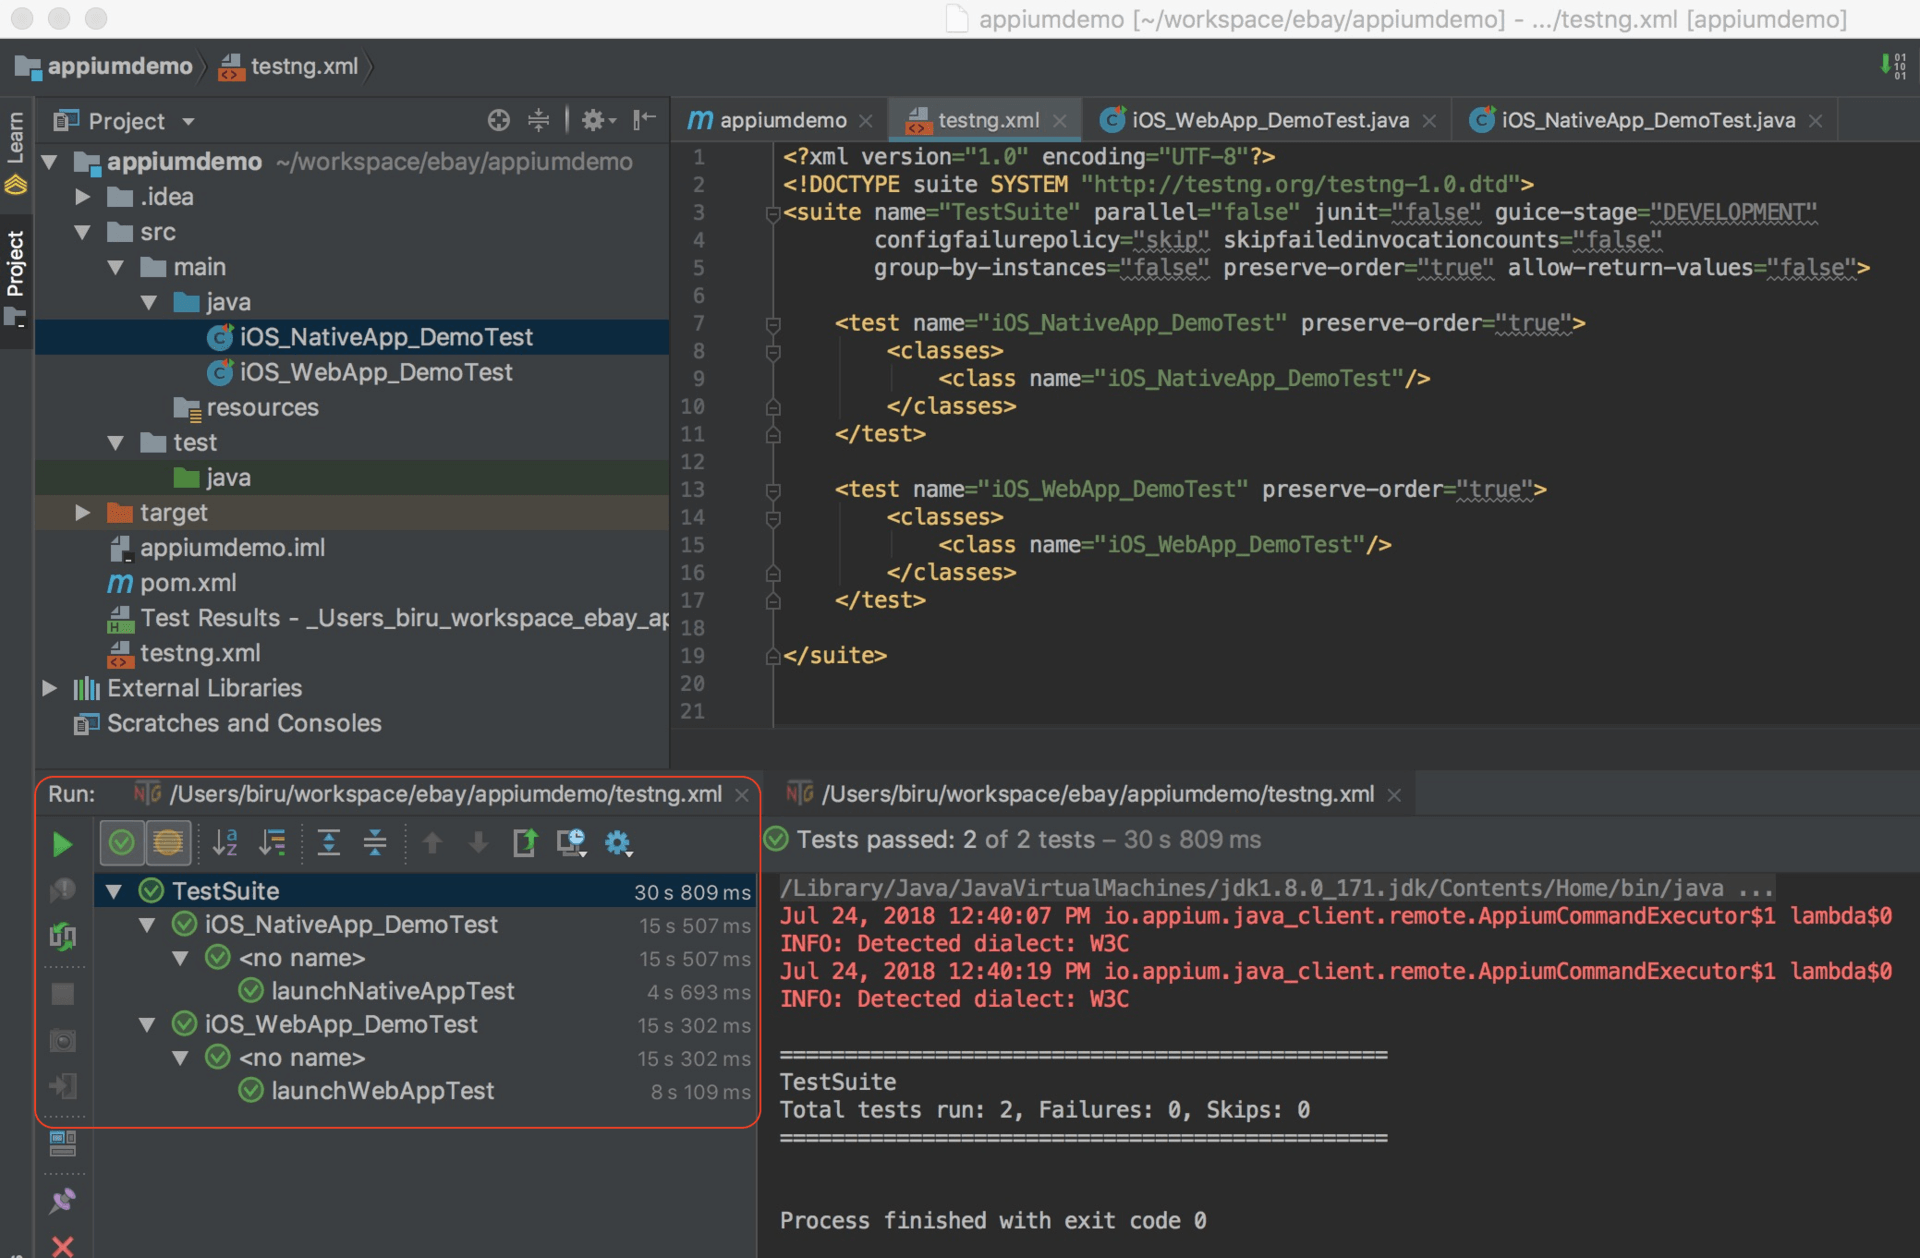 appiumdemo [~/workspace/ebay/appiumdemo] - .../testng.xml [appiumdemo]
appiumdemo testng.xml
Learn
Project
Project
appiumdemo ~/workspace/ebay/appiumdemo
.idea
src
main
java
iOS_NativeApp_DemoTest
iOS_WebApp_DemoTest
resources
test
java
target
appiumdemo.iml
pom.xml
Test Results - _Users_biru_workspace_ebay_ap
testng.xml
External Libraries
Scratches and Consoles
appiumdemo testng.xml iOS_WebApp_DemoTest.java iOS_NativeApp_DemoTest.java
1 <?xml version="1.0" encoding="UTF-8"?>
2 <!DOCTYPE suite SYSTEM "http://testng.org/testng-1.0.dtd">
3 <suite name="TestSuite" parallel="false" junit="false" guice-stage="DEVELOPMENT"
4 configfailurepolicy="skip" skipfailedinvocationcounts="false"
5 group-by-instances="false" preserve-order="true" allow-return-values="false">
6
7 <test name="iOS_NativeApp_DemoTest" preserve-order="true">
8 <classes>
9 <class name="iOS_NativeApp_DemoTest"/>
10 </classes>
11 </test>
12
13 <test name="iOS_WebApp_DemoTest" preserve-order="true">
14 <classes>
15 <class name="iOS_WebApp_DemoTest"/>
16 </classes>
17 </test>
18
19 </suite>
20
21
Run: /Users/biru/workspace/ebay/appiumdemo/testng.xml
TestSuite 30 s 809 ms
iOS_NativeApp_DemoTest 15 s 507 ms
<no name> 15 s 507 ms
launchNativeAppTest 4 s 693 ms
iOS_WebApp_DemoTest 15 s 302 ms
<no name> 15 s 302 ms
launchWebAppTest 8 s 109 ms
/Users/biru/workspace/ebay/appiumdemo/testng.xml
Tests passed: 2 of 2 tests – 30 s 809 ms
/Library/Java/JavaVirtualMachines/jdk1.8.0_171.jdk/Contents/Home/bin/java ...
Jul 24, 2018 12:40:07 PM io.appium.java_client.remote.AppiumCommandExecutor$1 lambda$0
INFO: Detected dialect: W3C
Jul 24, 2018 12:40:19 PM io.appium.java_client.remote.AppiumCommandExecutor$1 lambda$0
INFO: Detected dialect: W3C
===============================================
TestSuite
Total tests run: 2, Failures: 0, Skips: 0
===============================================
Process finished with exit code 0